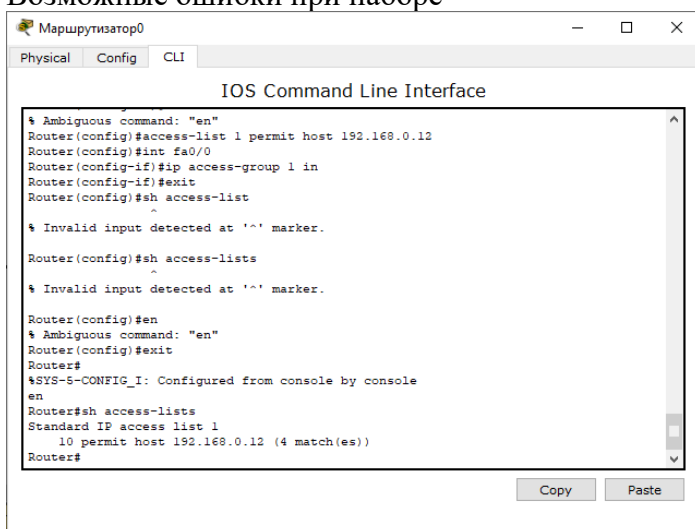 Возможные ошибки при наборе
Маршрутизатор0
Physical Config CLI
IOS Command Line Interface
% Ambiguous command: "en"
Router(config)#access-list 1 permit host 192.168.0.12
Router(config)#int fa0/0
Router(config-if)#ip access-group 1 in
Router(config-if)#exit
Router(config)#sh access-list
^
% Invalid input detected at '^' marker.
Router(config)#sh access-lists
^
% Invalid input detected at '^' marker.
Router(config)#en
% Ambiguous command: "en"
Router(config)#exit
Router#
%SYS-5-CONFIG_I: Configured from console by console
en
Router#sh access-lists
Standard IP access list 1
10 permit host 192.168.0.12 (4 match(es))
Router#
Copy Paste